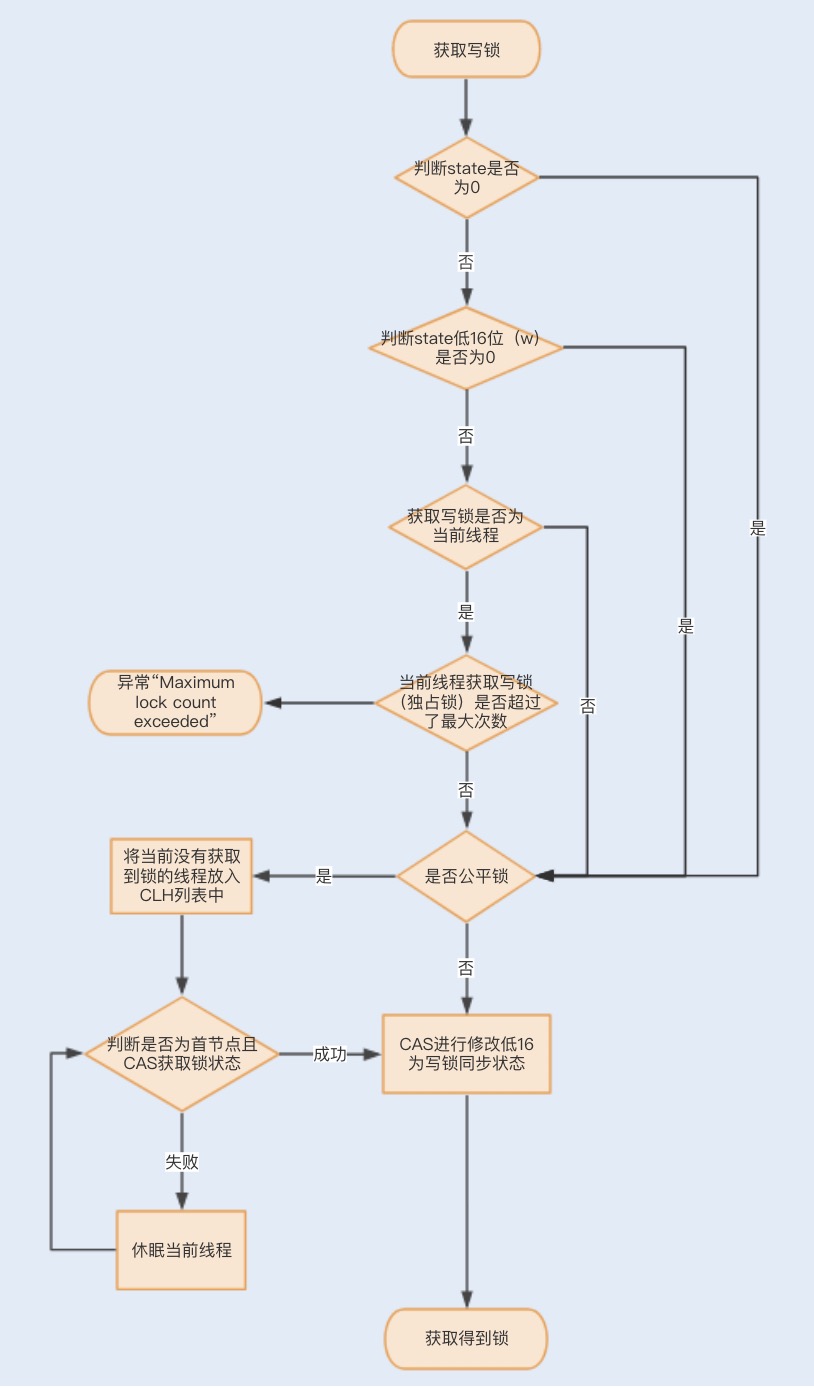 获取写锁
判断state是否
为0
否
判断state低16位（w）
是否为0
否
获取写锁是否为
当前线程
是
是
是
当前线程获取写锁
（独占锁）是否超过
了最大次数
异常“Maximum
lock count
exceeded”
否
否
将当前没有获取
到锁的线程放入
CLH列表中
是
是否公平锁
否
判断是否为首节点且
CAS获取锁状态
成功
CAS进行修改低16
为写锁同步状态
失败
休眠当前线程
获取得到锁